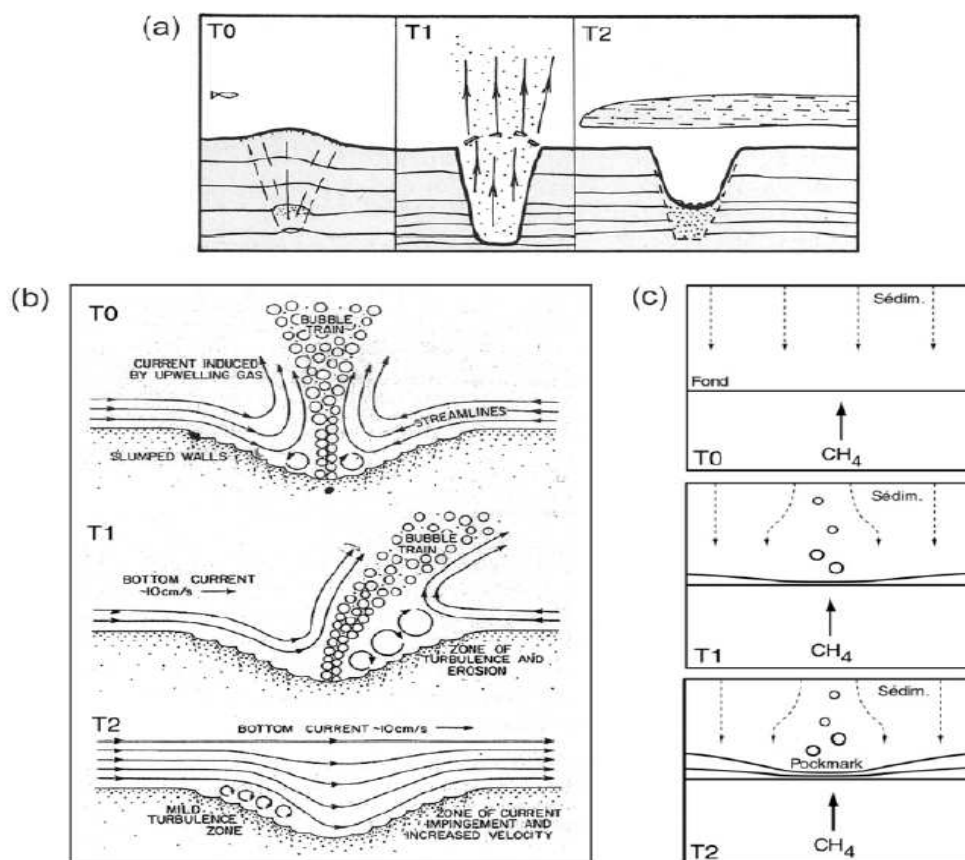 (a)
T0
T1
T2
(b)
T0
BUBBLE
TRAIN
CURRENT INDUCED
BY UPWELLING GAS
STREAMLINES
SLUMPED WALLS
T1
BUBBLE
TRAIN
BOTTOM CURRENT
~10cm/s
ZONE OF
TURBULENCE AND
EROSION
T2
BOTTOM CURRENT ~10cm/s
MILD
TURBULENCE
ZONE
ZONE OF CURRENT
IMPINGEMENT AND
INCREASED VELOCITY
(c)
Sédim.
Fond
CH4
T0
Sédim.
CH4
T1
Sédim.
Pockmark
CH4
T2